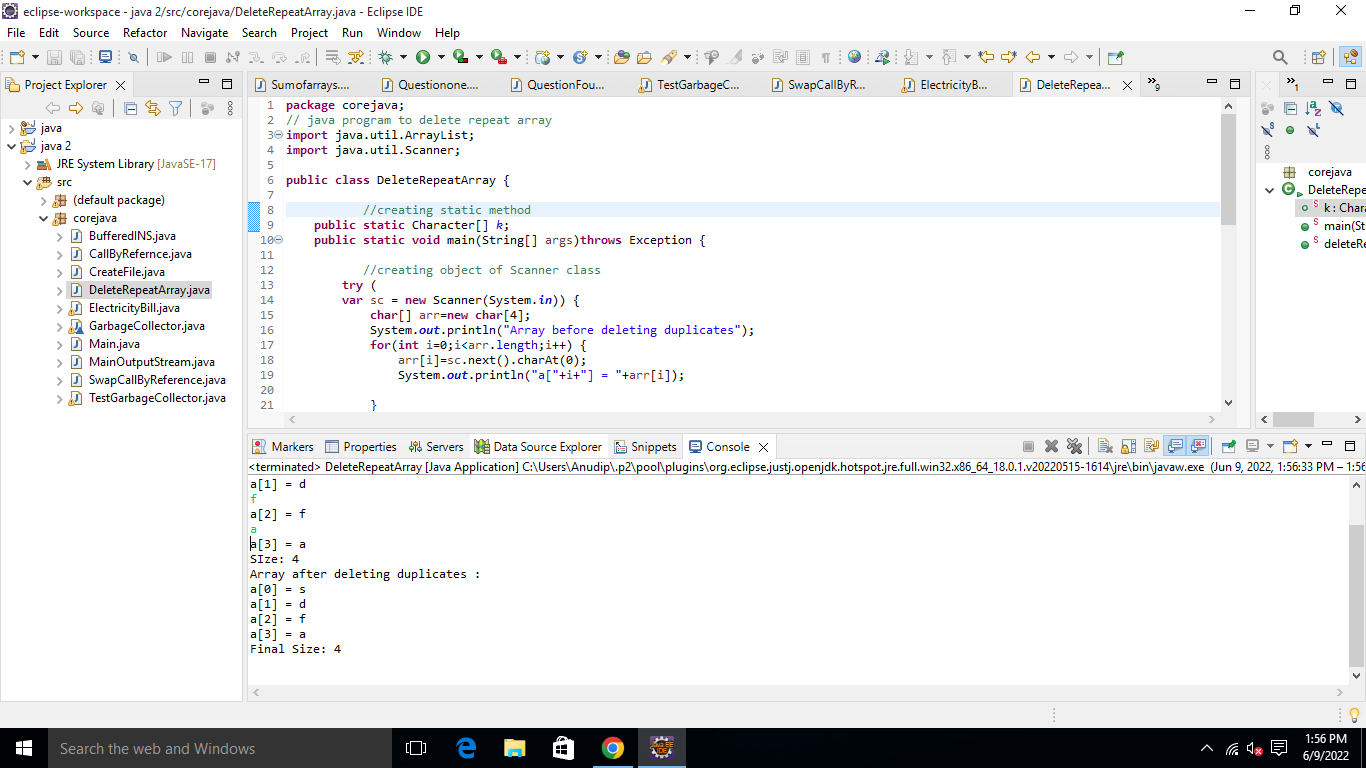 eclipse-workspace - java 2/src/corejava/DeleteRepeatArray.java - Eclipse IDE
File Edit Source Refactor Navigate Search Project Run Window Help
Project Explorer
java
java 2
JRE System Library [JavaSE-17]
src
(default package)
corejava
BufferedINS.java
CallByRefernce.java
CreateFile.java
DeleteRepeatArray.java
ElectricityBill.java
GarbageCollector.java
Main.java
MainOutputStream.java
SwapCallByReference.java
TestGarbageCollector.java
Sumofarrays.... Questionone.... QuestionFou... TestGarbageC... SwapCallByR... ElectricityB... DeleteRepea... 9
1 package corejava;
2 // java program to delete repeat array
3 import java.util.ArrayList;
4 import java.util.Scanner;
5
6 public class DeleteRepeatArray {
7
8 //creating static method
9 public static Character[] k;
10 public static void main(String[] args)throws Exception {
11
12 //creating object of Scanner class
13 try (
14 var sc = new Scanner(System.in)) {
15 char[] arr=new char[4];
16 System.out.println("Array before deleting duplicates");
17 for(int i=0;i<arr.length;i++) {
18 arr[i]=sc.next().charAt(0);
19 System.out.println("a["+i+"] = "+arr[i]);
20
21 }
1
corejava
DeleteRepe
k : Chara
main(St
deleteRe
Markers Properties Servers Data Source Explorer Snippets Console
<terminated> DeleteRepeatArray [Java Application] C:\Users\Anudip\.p2\pool\plugins\org.eclipse.justj.openjdk.hotspot.jre.full.win32.x86_64_18.0.1.v20220515-1614\jre\bin\javaw.exe (Jun 9, 2022, 1:56:33 PM – 1:56
a[1] = d
f
a[2] = f
a
a[3] = a
SIze: 4
Array after deleting duplicates :
a[0] = s
a[1] = d
a[2] = f
a[3] = a
Final Size: 4
Search the web and Windows
1:56 PM
6/9/2022